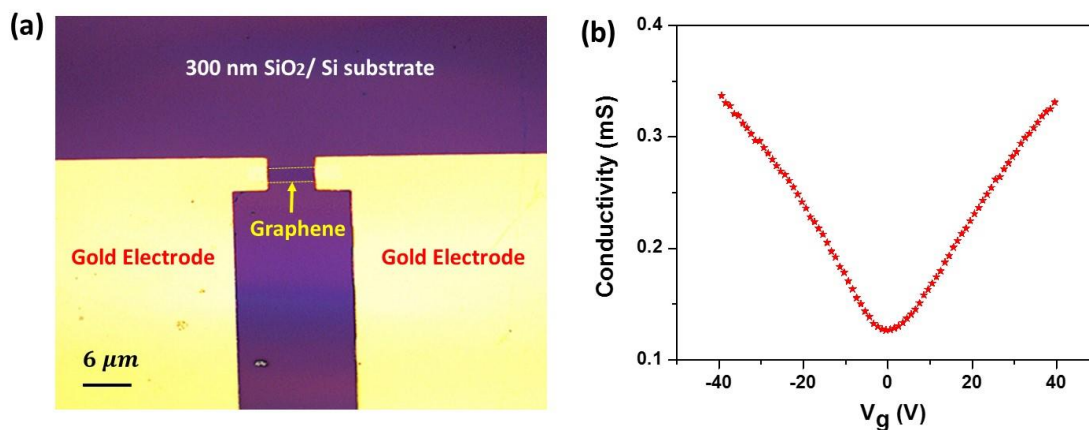 (a)
300 nm SiO₂/ Si substrate
Graphene
Gold Electrode
Gold Electrode
6 μm
(b)
0.4
0.3
0.2
0.1
Conductivity (mS)
-40 -20 0 20 40
Vg (V)